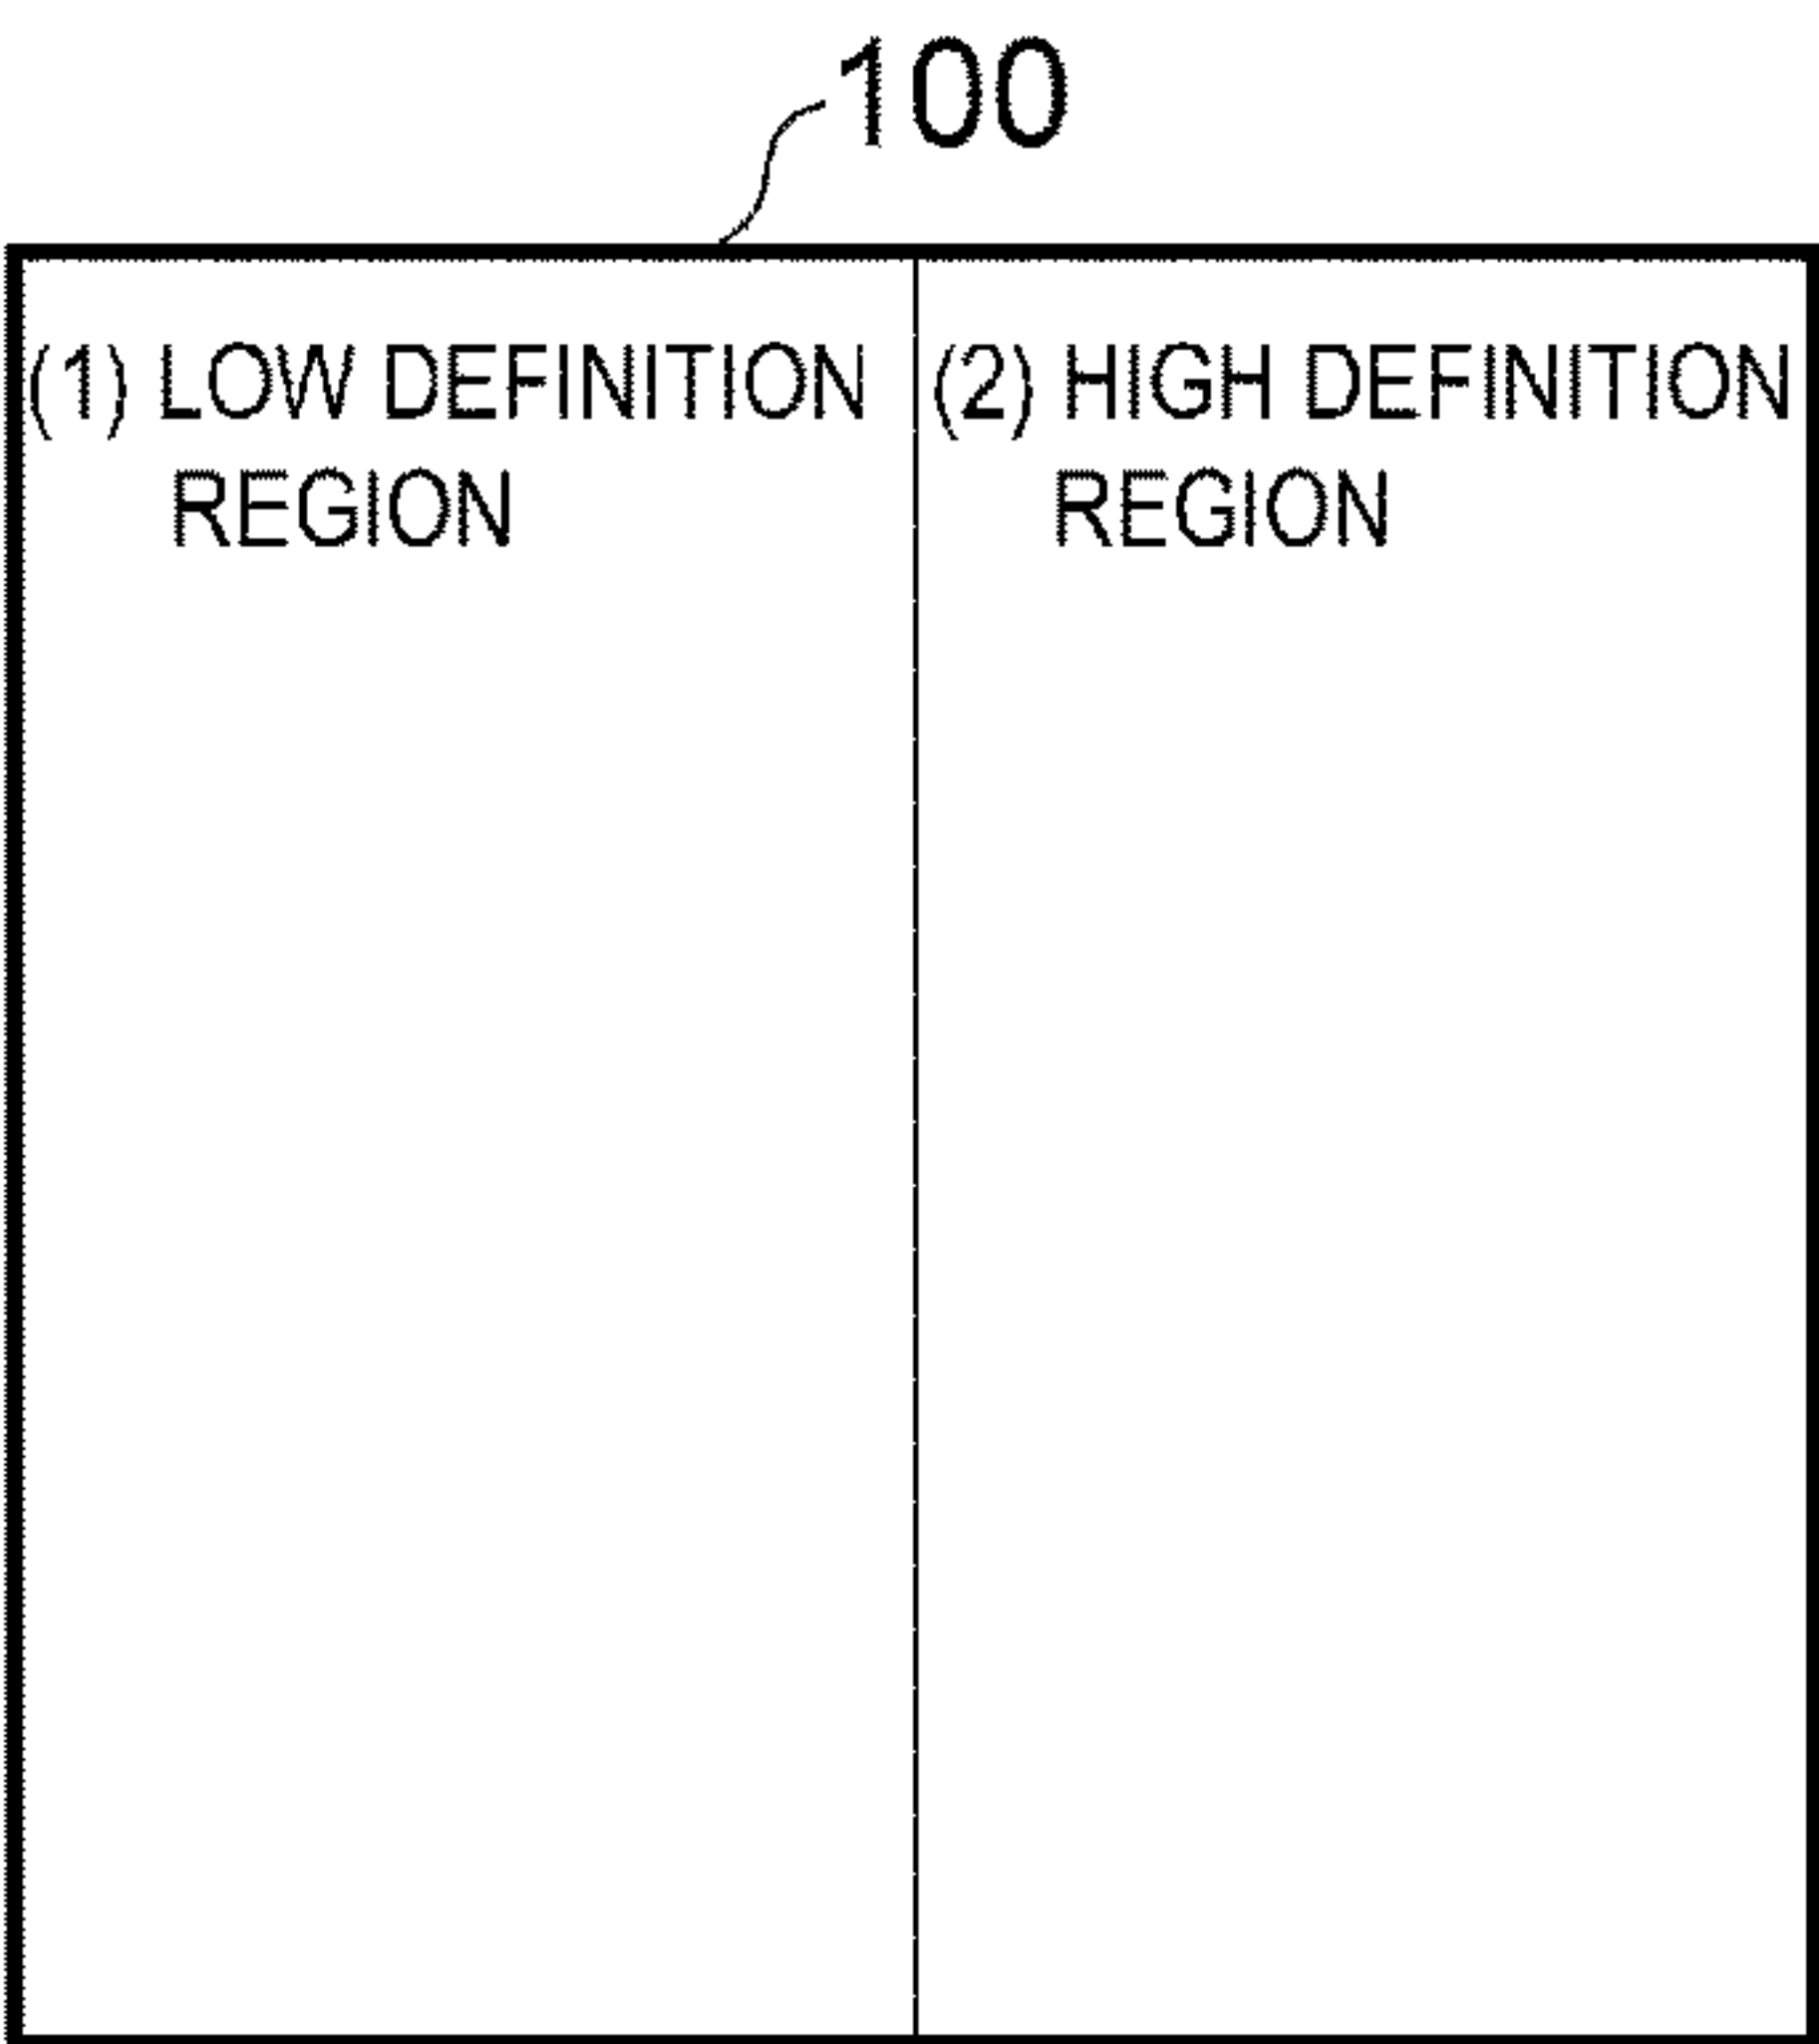 100
(1) LOW DEFINITION
REGION
(2) HIGH DEFINITION
REGION